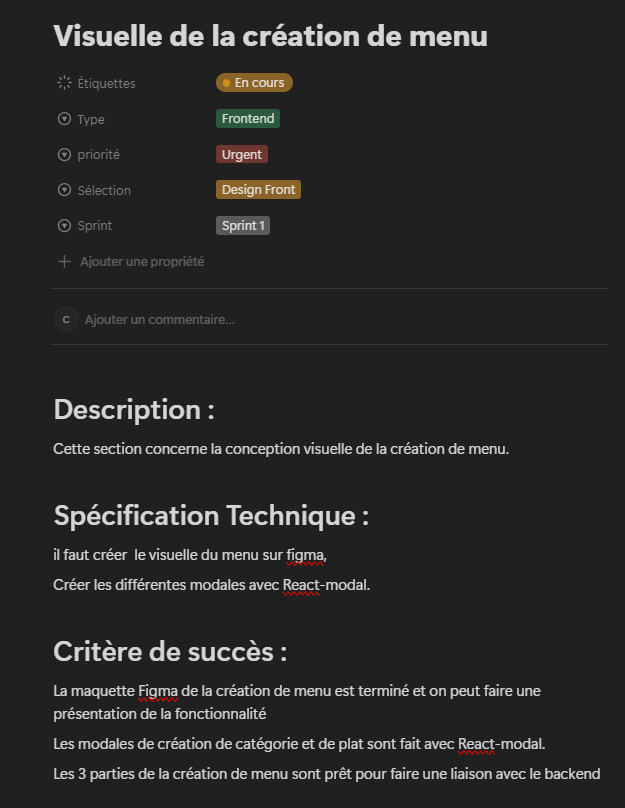 Visuelle de la création de menu
Étiquettes En cours
Type Frontend
priorité Urgent
Sélection Design Front
Sprint Sprint 1
Ajouter une propriété
C Ajouter un commentaire...
Description :
Cette section concerne la conception visuelle de la création de menu.
Spécification Technique :
il faut créer  le visuelle du menu sur figma,
Créer les différentes modales avec React-modal.
Critère de succès :
La maquette Figma de la création de menu est terminé et on peut faire une
présentation de la fonctionnalité
Les modales de création de catégorie et de plat sont fait avec React-modal.
Les 3 parties de la création de menu sont prêt pour faire une liaison avec le backend